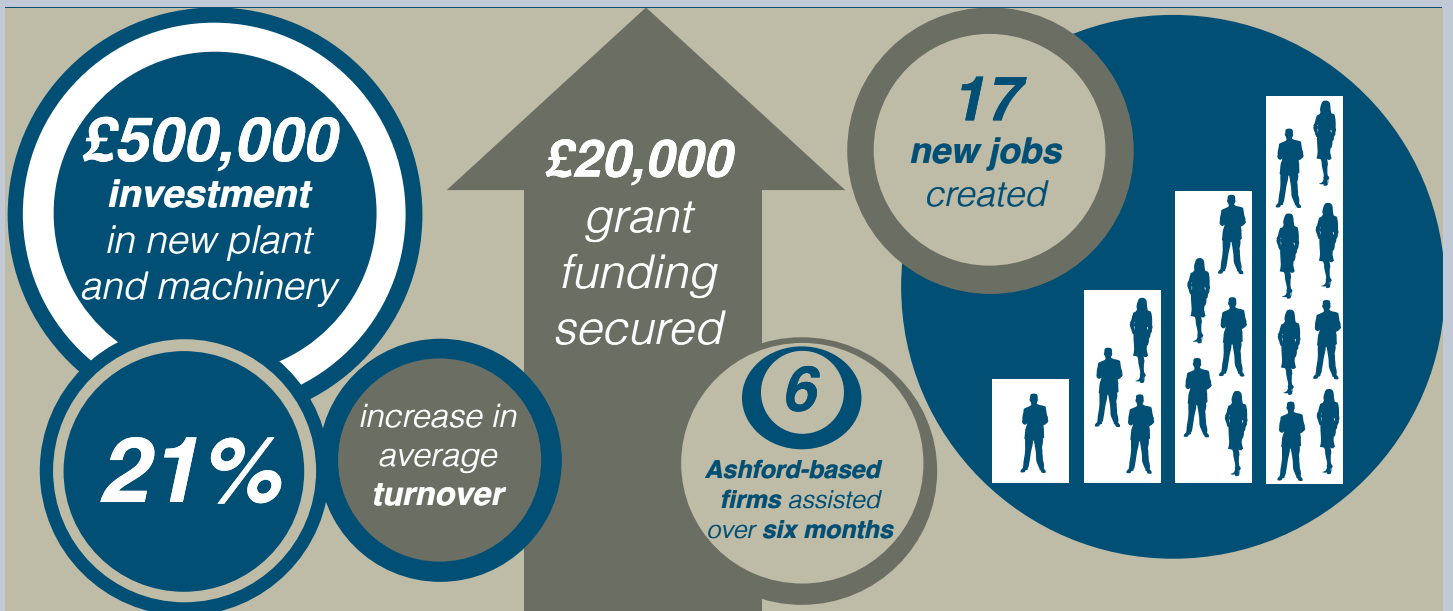 £500,000
investment
in new plant
and machinery
21%
increase in
average
turnover
£20,000
grant
funding
secured
6
Ashford-based
firms assisted
over six months
17
new jobs
created